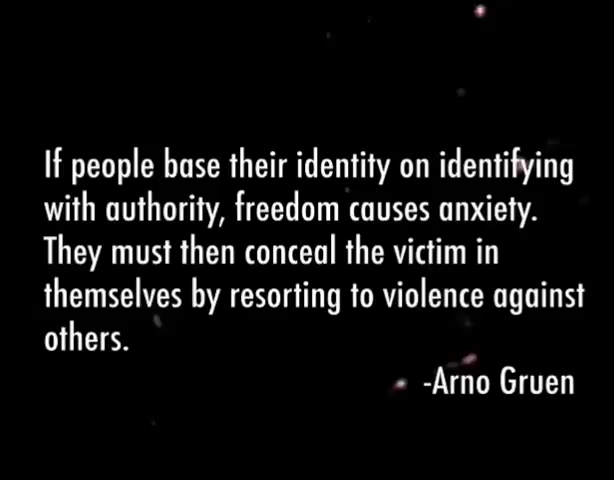 If people base their identity on identifying
with authority, freedom causes anxiety.
They must then conceal the victim in
themselves by resorting to violence against
others.
-Arno Gruen